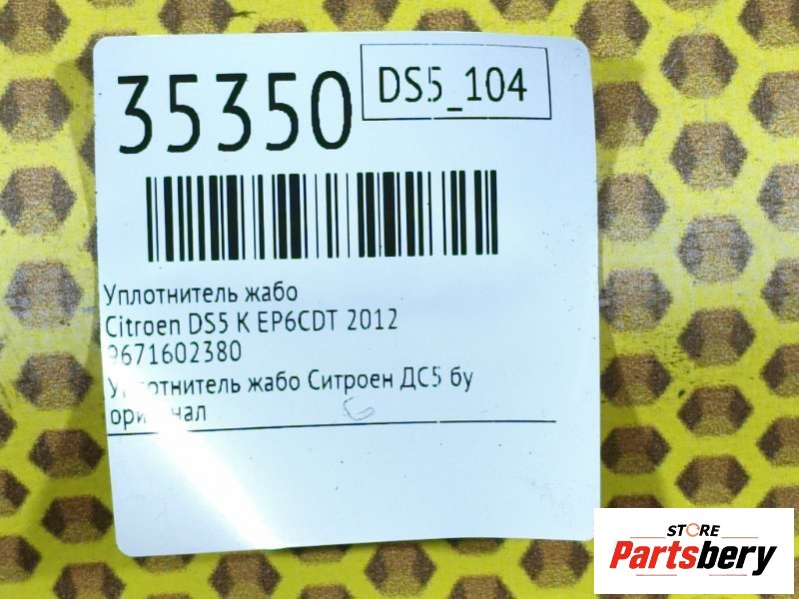 35350
DS5_104
Уплотнитель жабо
Citroen DS5 K EP6CDT 2012
9671602380
Уплотнитель жабо Ситроен ДС5 бу
оригинал
STORE
Partsbery